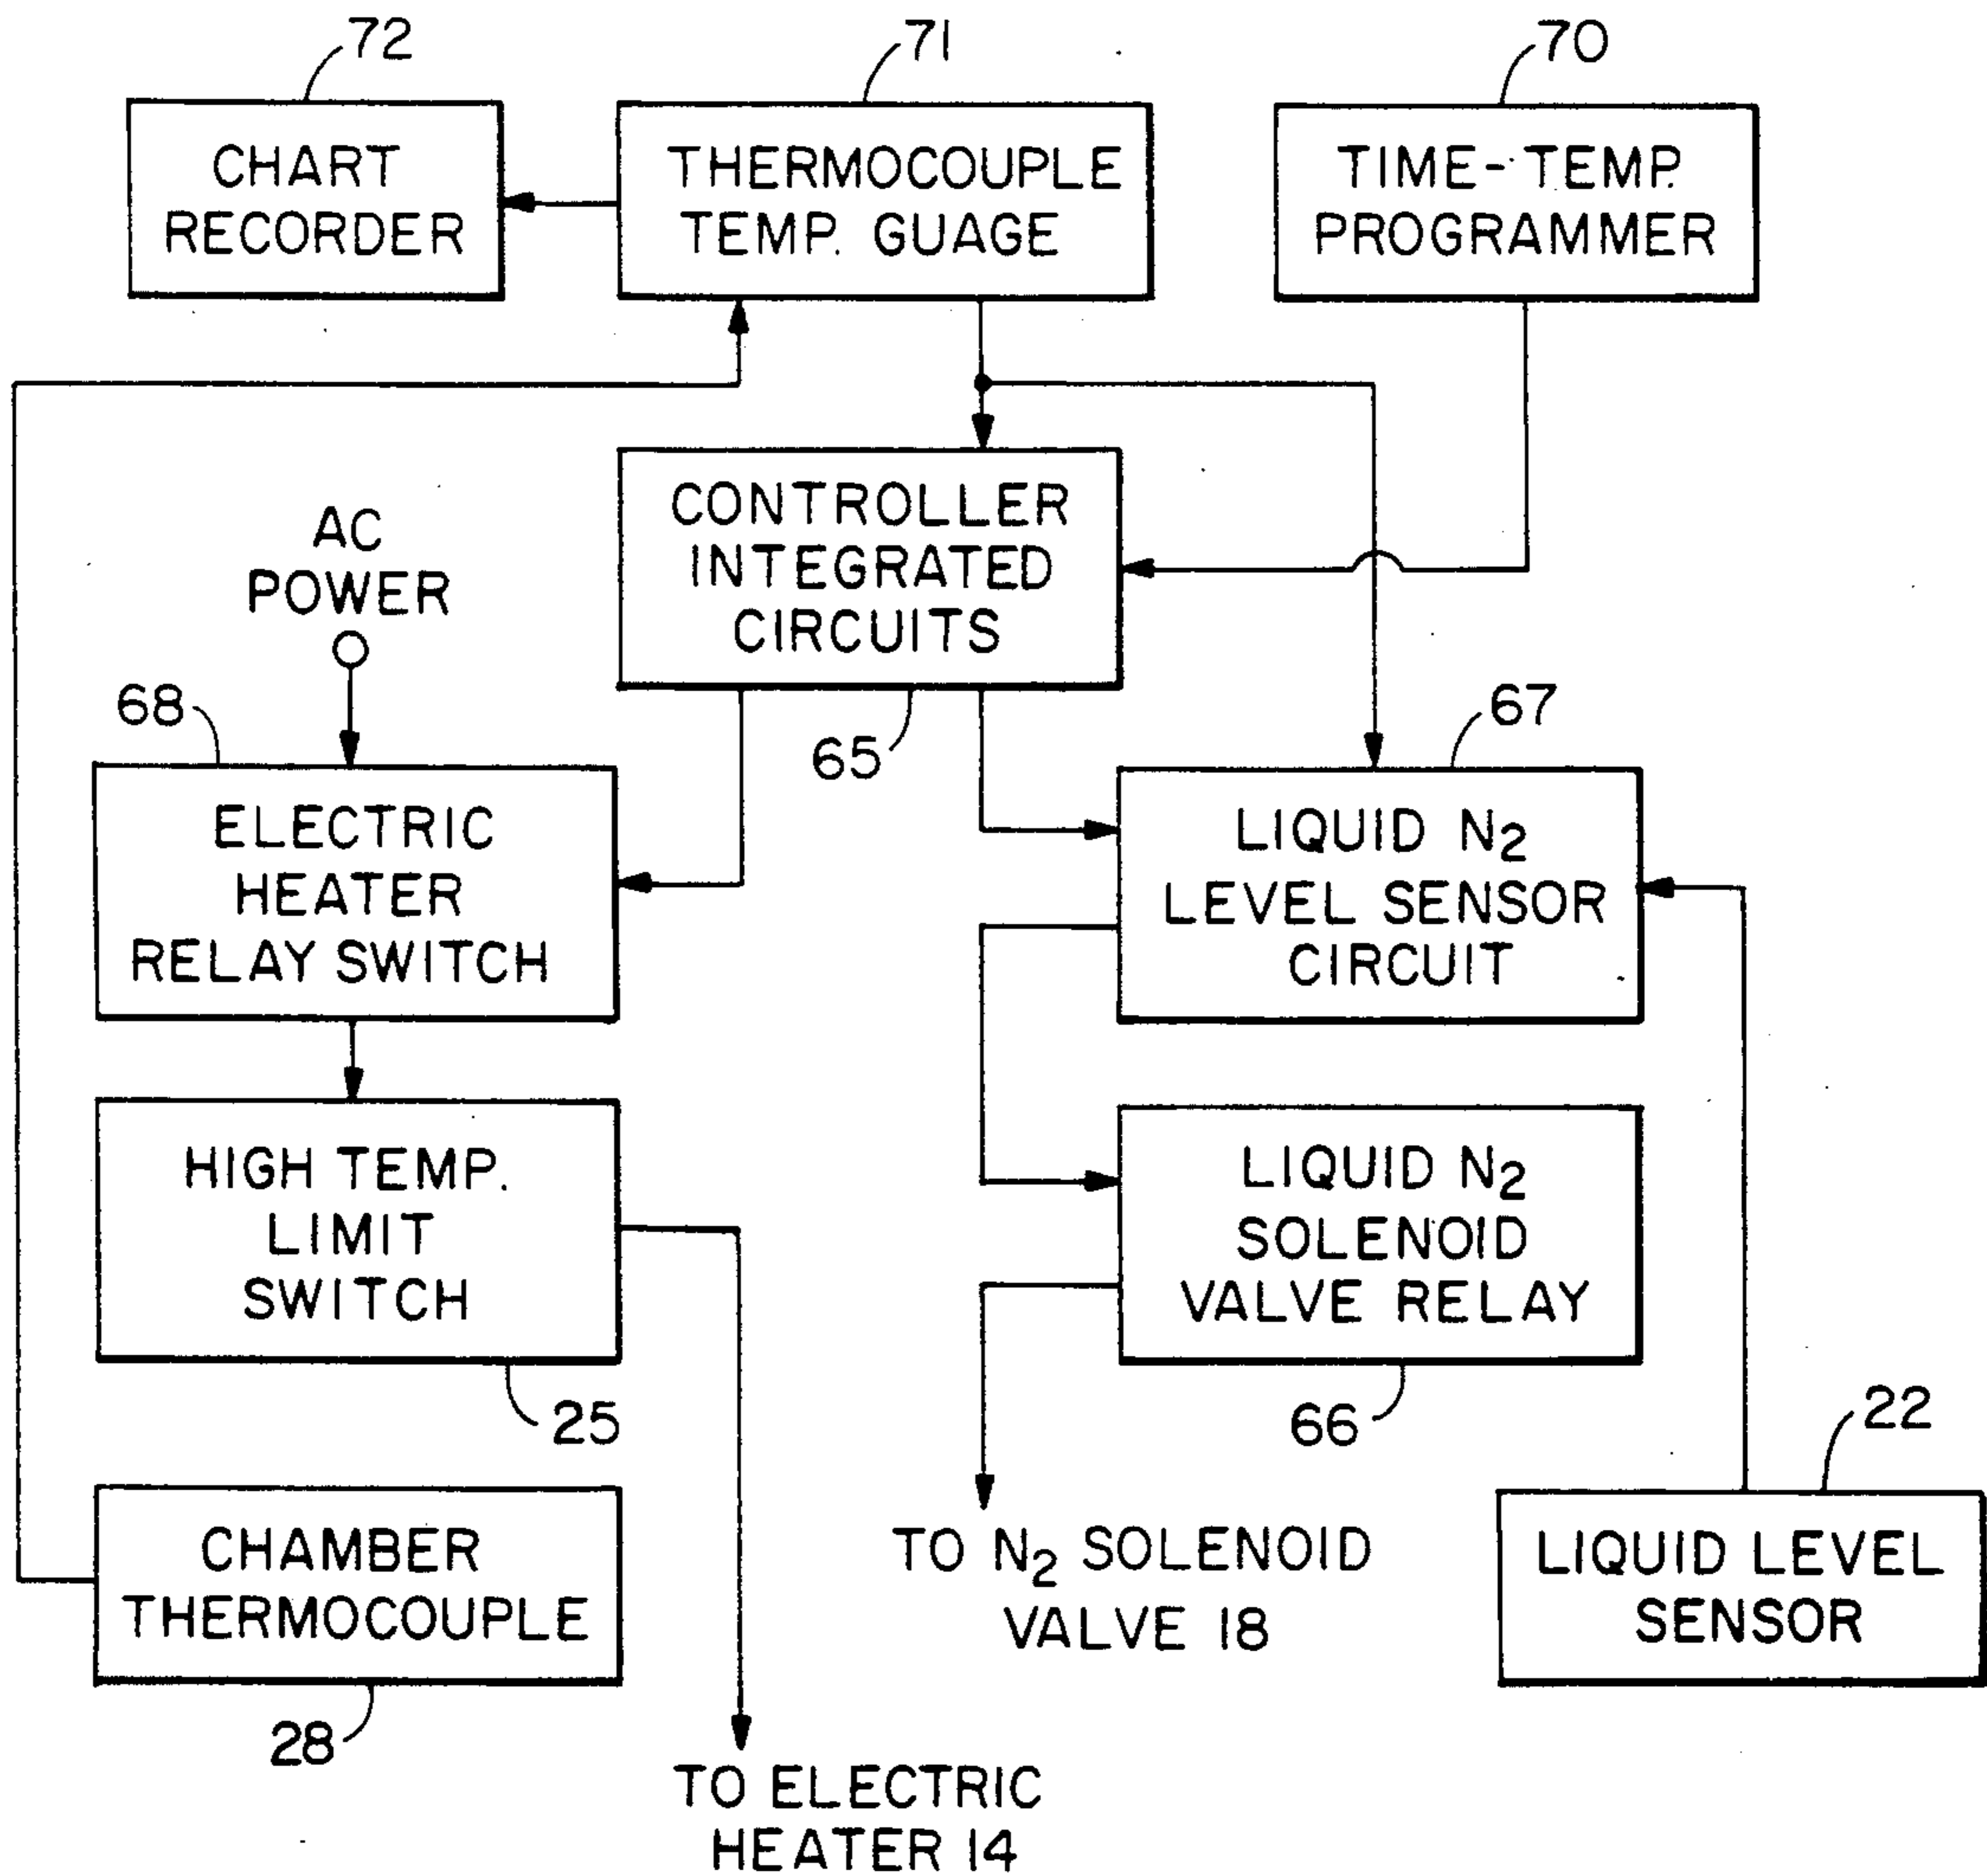 72
71
70
CHART
RECORDER
THERMOCOUPLE
TEMP. GUAGE
TIME-TEMP.
PROGRAMMER
CONTROLLER
INTEGRATED
CIRCUITS
AC
POWER
68
65
67
ELECTRIC
HEATER
RELAY SWITCH
LIQUID N2
LEVEL SENSOR
CIRCUIT
HIGH TEMP.
LIMIT
SWITCH
LIQUID N2
SOLENOID
VALVE RELAY
25
66
22
CHAMBER
THERMOCOUPLE
TO N2 SOLENOID
VALVE 18
LIQUID LEVEL
SENSOR
28
TO ELECTRIC
HEATER 14